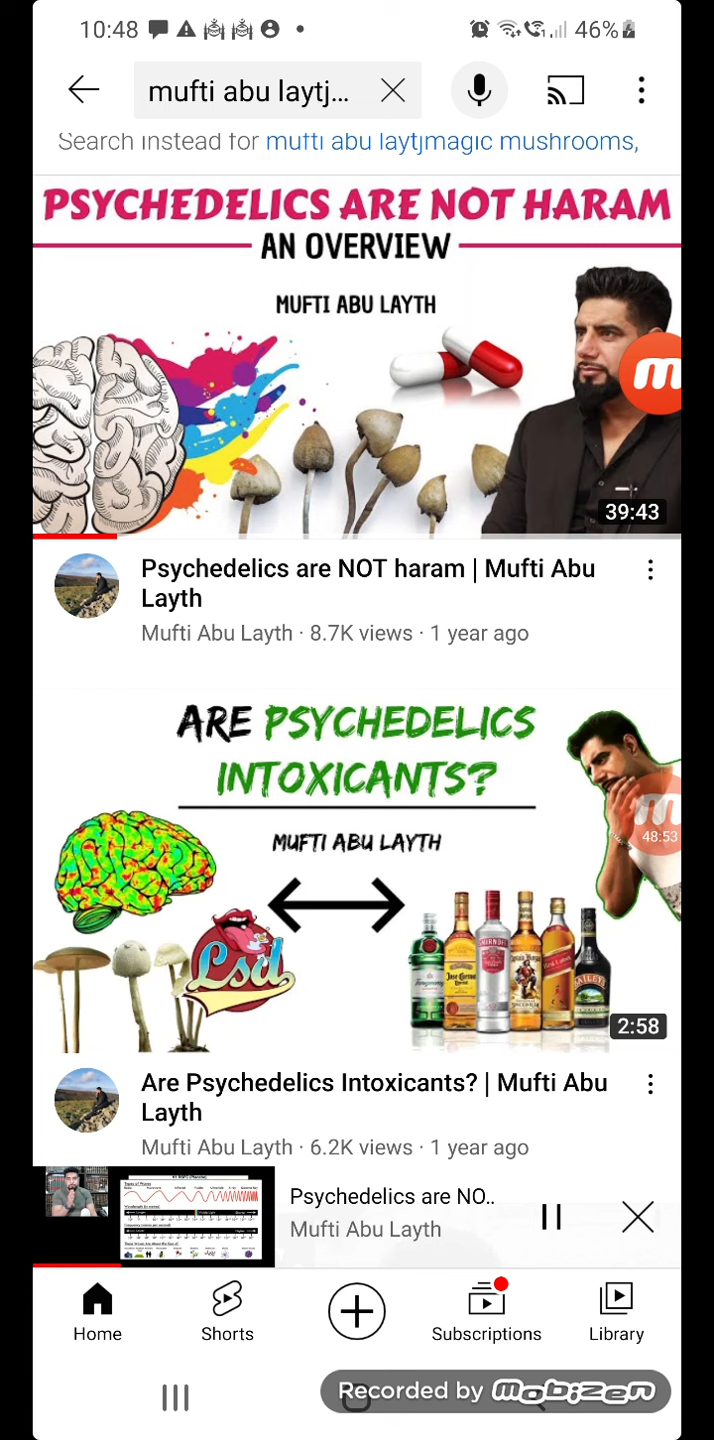 10:48
46%
mufti abu laytj...
Search instead for mufti abu laytjmagic mushrooms,
PSYCHEDELICS ARE NOT HARAM
AN OVERVIEW
MUFTI ABU LAYTH
39:43
Psychedelics are NOT haram | Mufti Abu
Layth
Mufti Abu Layth · 8.7K views · 1 year ago
ARE PSYCHEDELICS
INTOXICANTS?
MUFTI ABU LAYTH
48:53
Lsd
SMIRNOFF
BAILEYS
2:58
Are Psychedelics Intoxicants? | Mufti Abu
Layth
Mufti Abu Layth · 6.2K views · 1 year ago
Psychedelics are NO..
Mufti Abu Layth
Home
Shorts
Subscriptions
Library
Recorded by mobizen